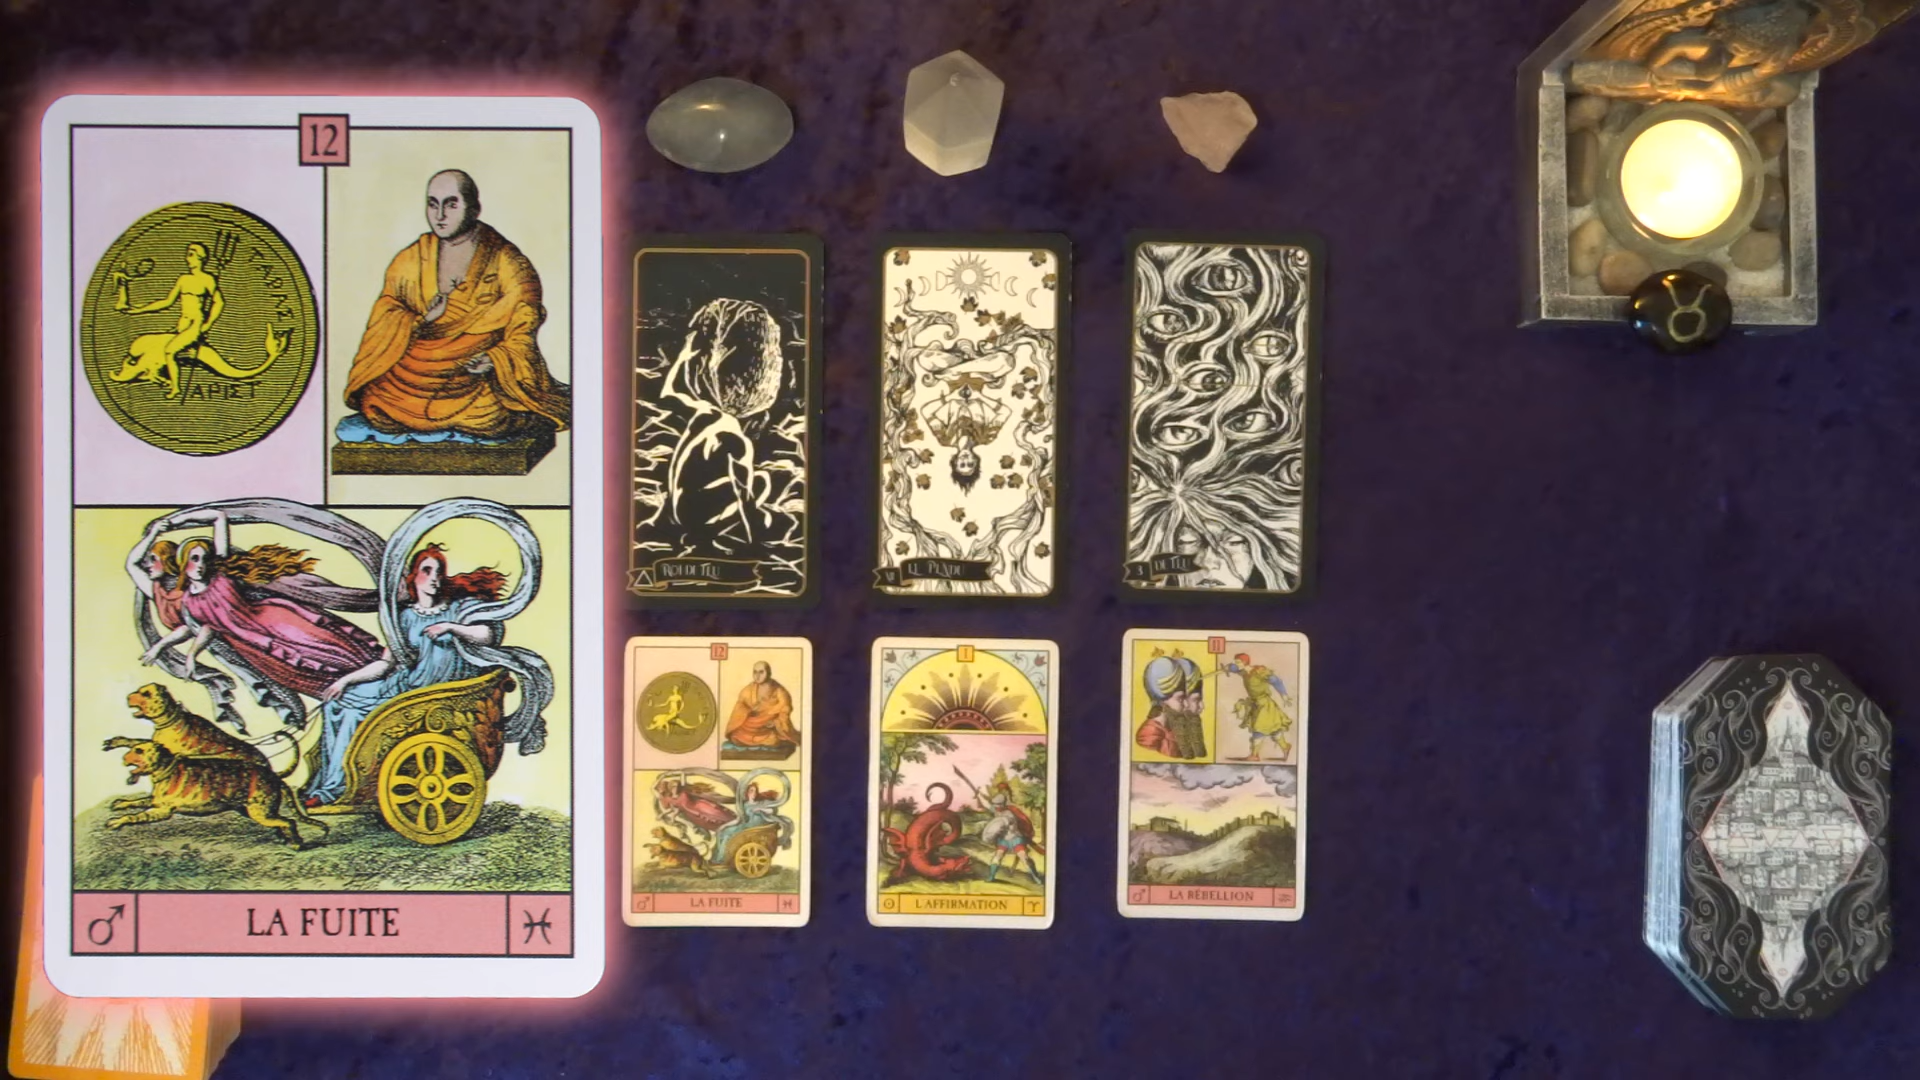 12
ΤΑΡΑΣ
ΑΡΙΣΤ
LA FUITE
ROI DE FEU
LE PENDU
3 DE FEU
12
LA FUITE
1
L'AFFIRMATION
11
LA RÉBELLION